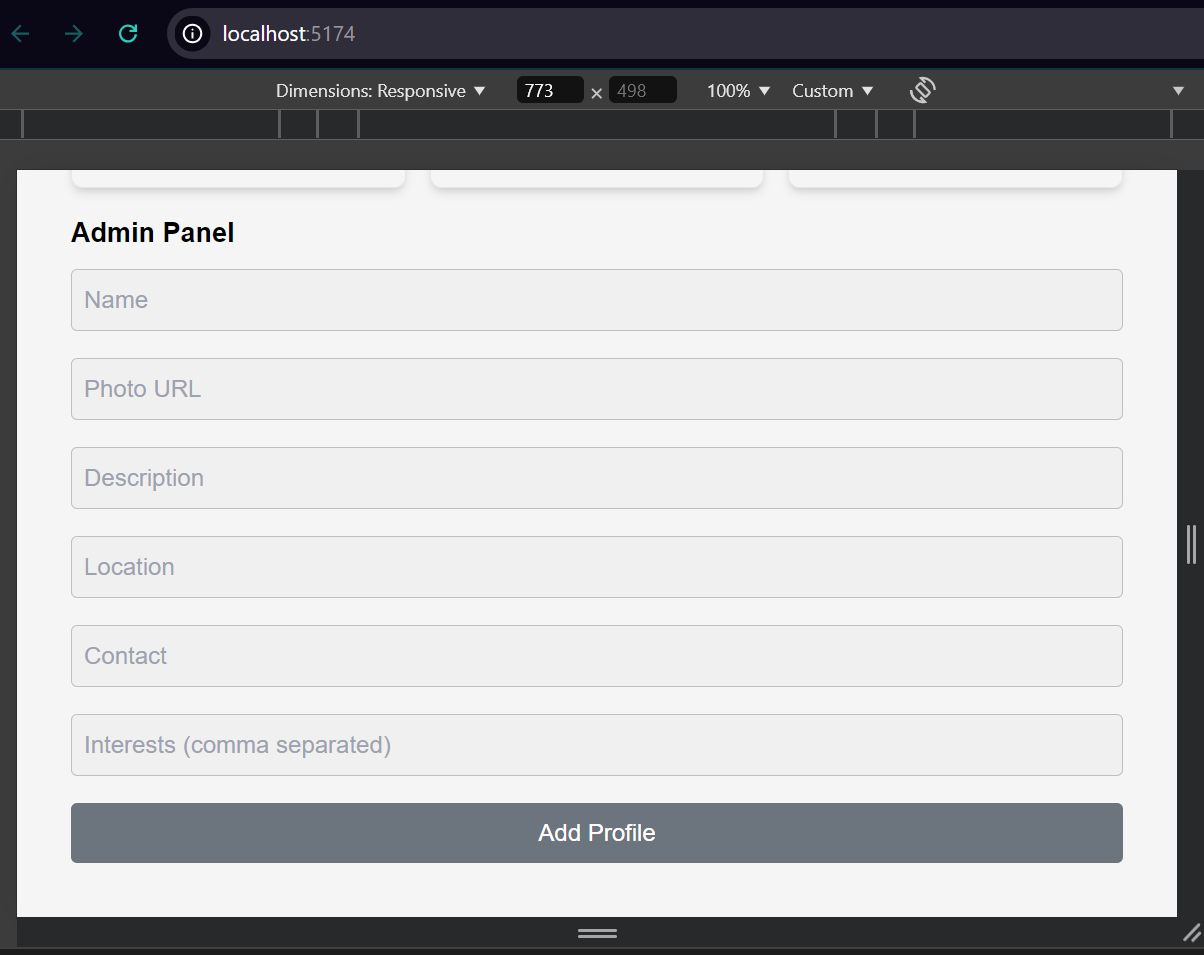 localhost:5174
Dimensions: Responsive ▼ 773 × 498 100% ▼ Custom ▼
Admin Panel
Name
Photo URL
Description
Location
Contact
Interests (comma separated)
Add Profile